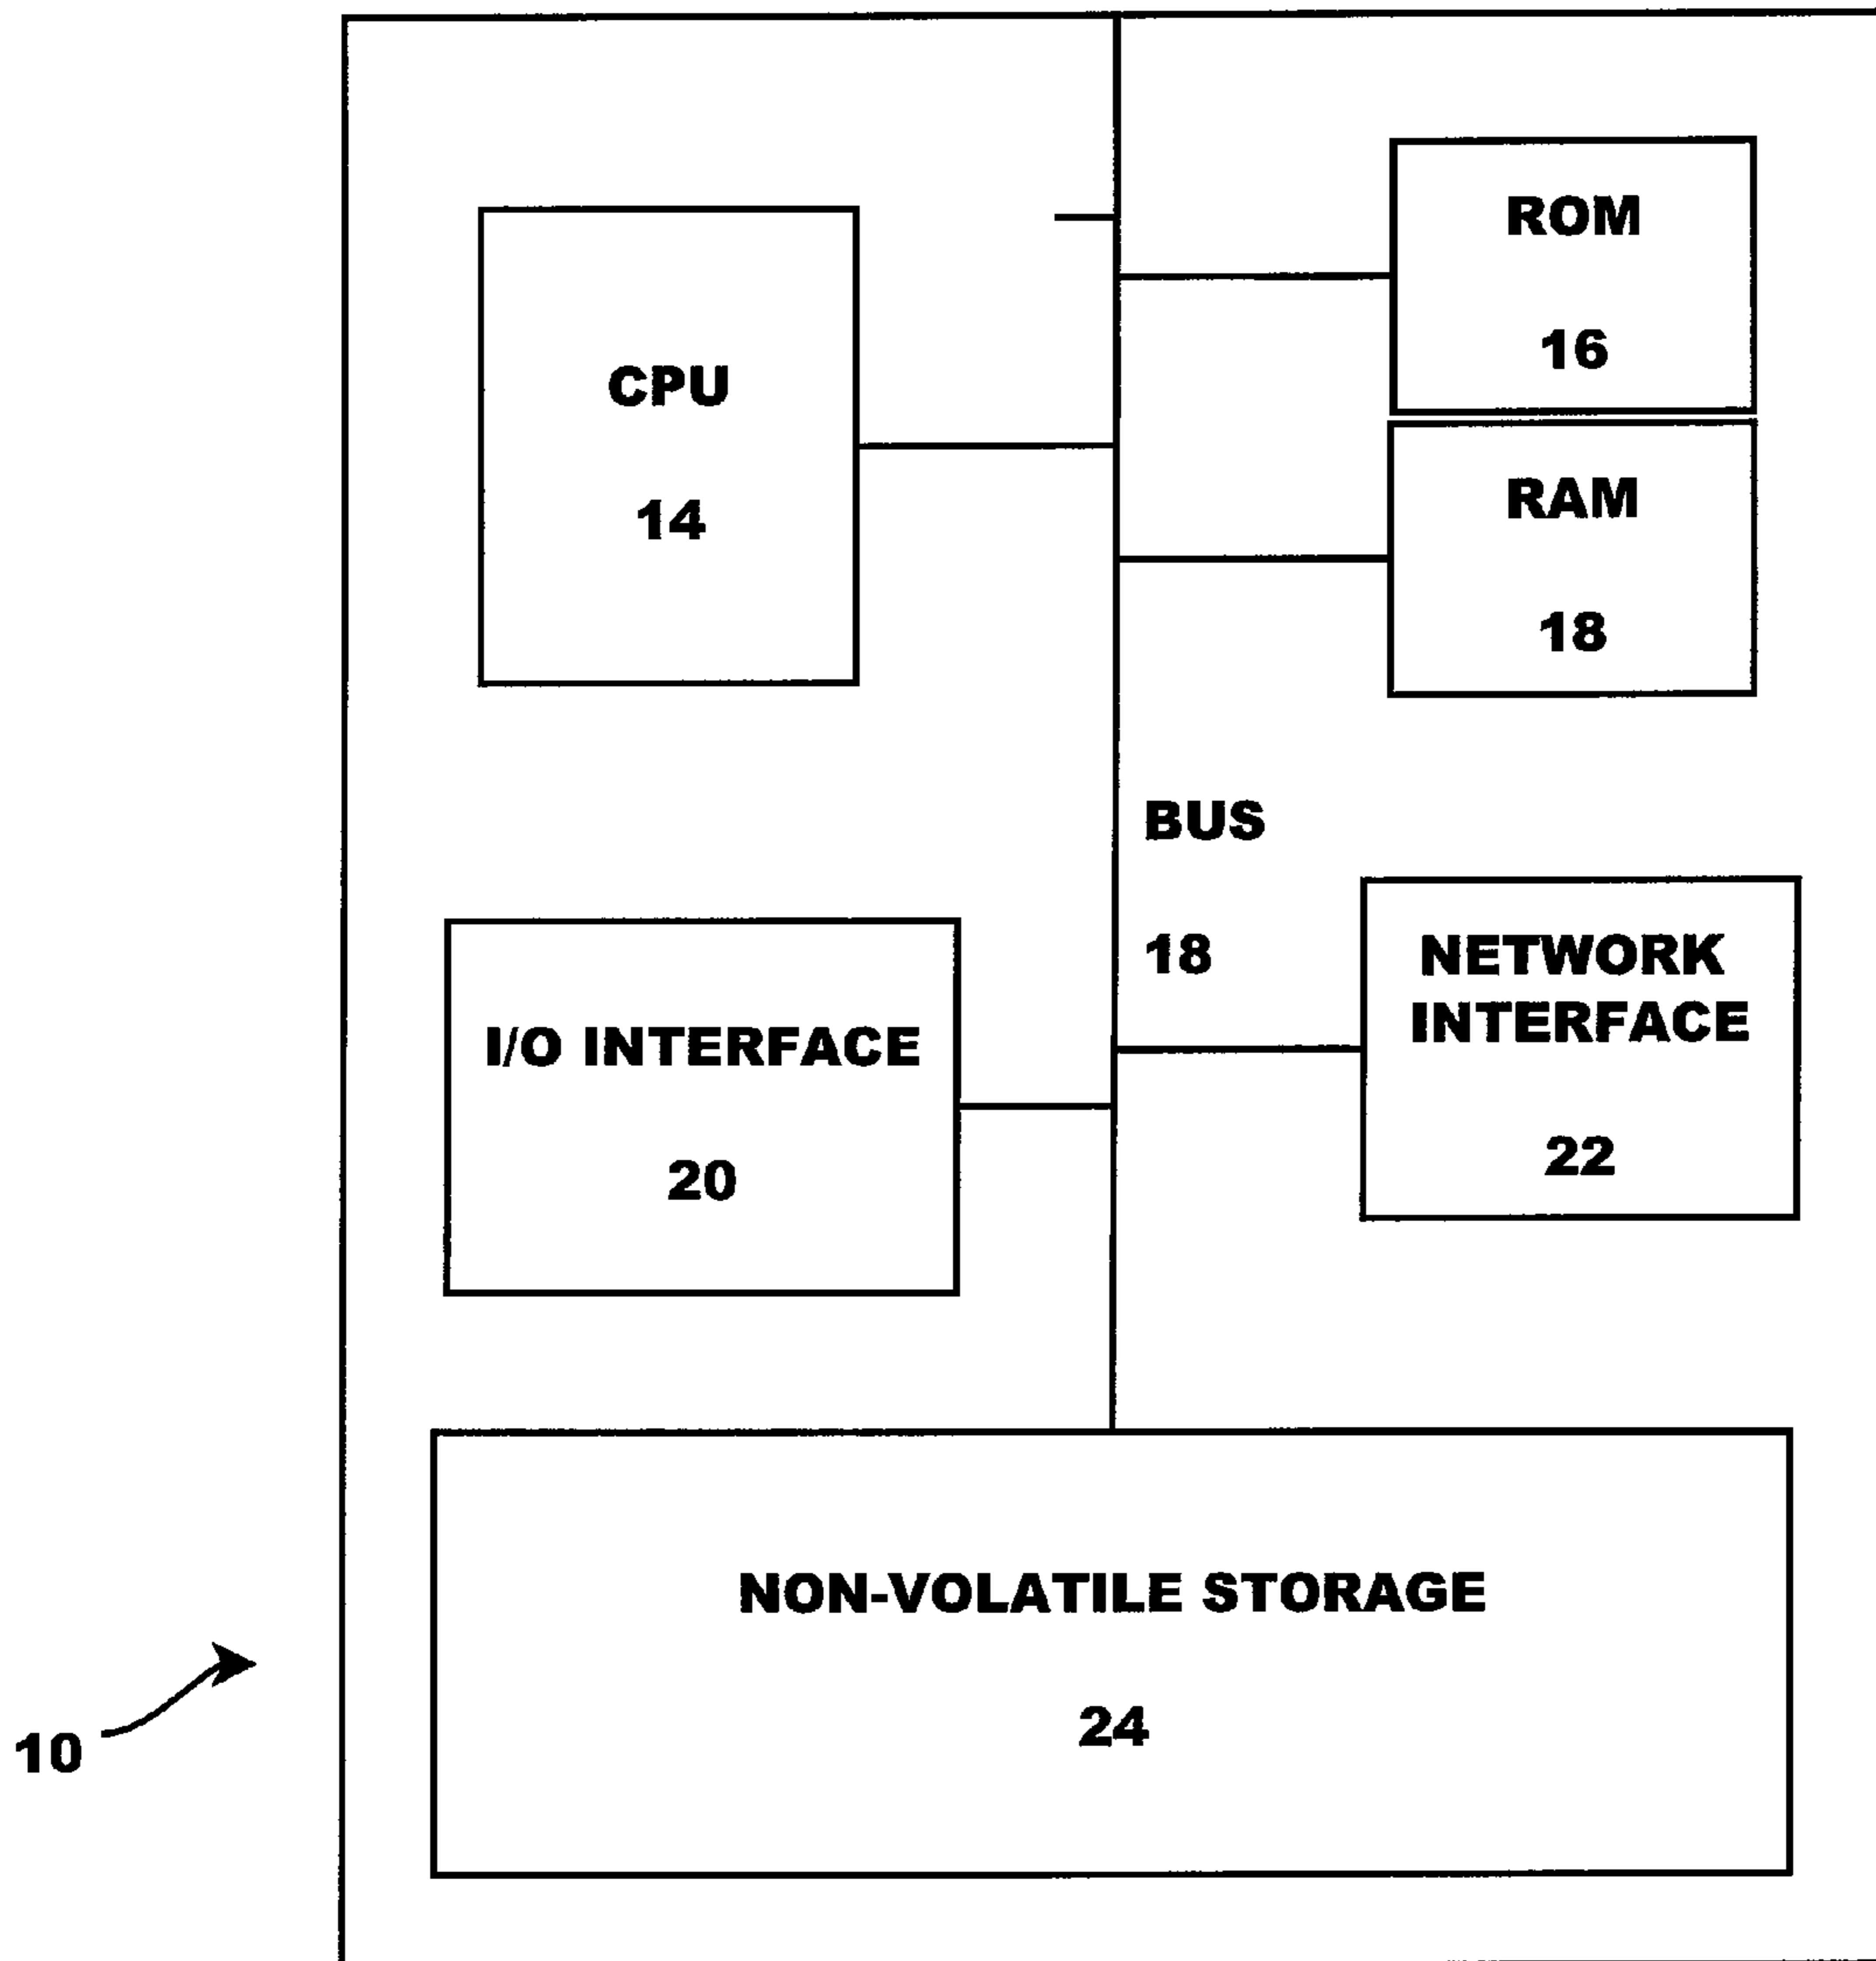 ROM
16
CPU
14
RAM
18
BUS
18
NETWORK
INTERFACE
22
I/O INTERFACE
20
NON-VOLATILE STORAGE
24
10